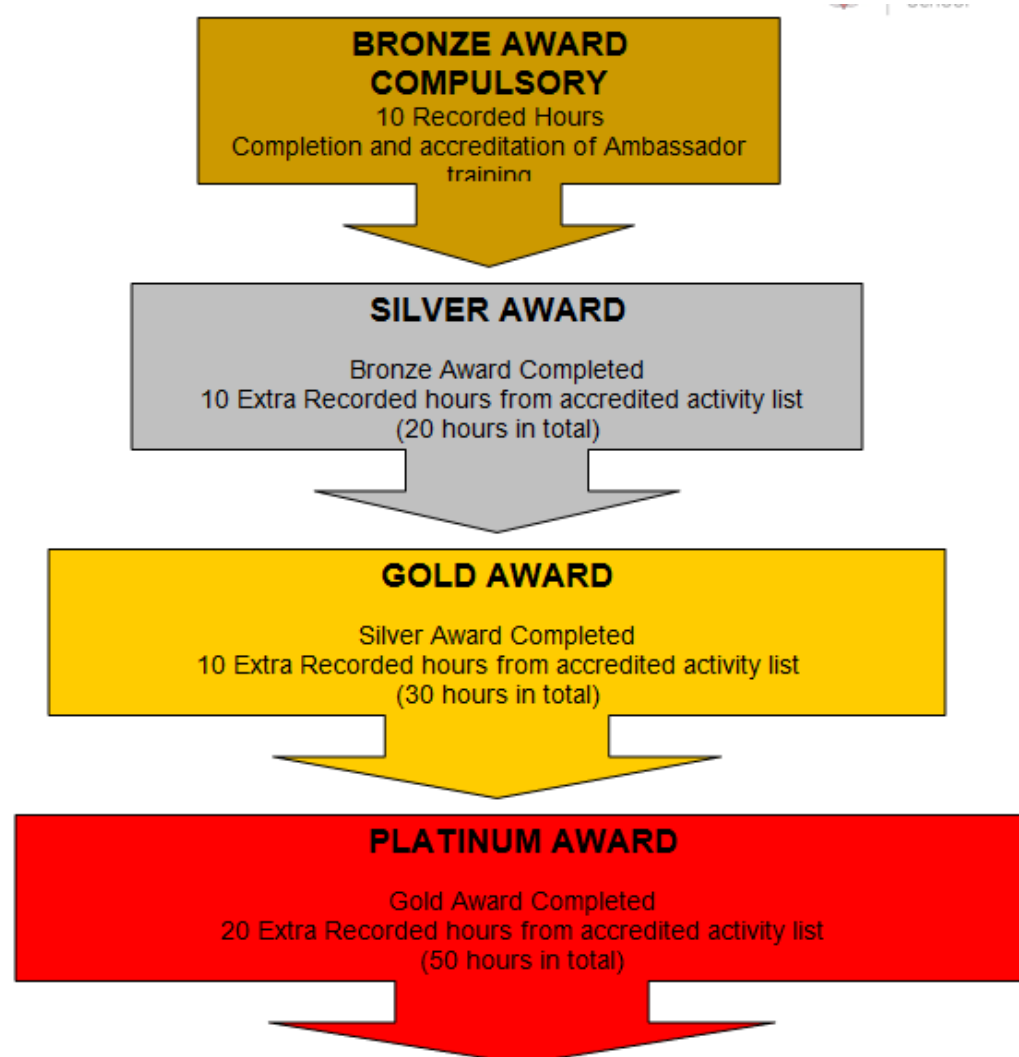 BRONZE AWARD
COMPULSORY
10 Recorded Hours
Completion and accreditation of Ambassador
training
SILVER AWARD
Bronze Award Completed
10 Extra Recorded hours from accredited activity list
(20 hours in total)
GOLD AWARD
Silver Award Completed
10 Extra Recorded hours from accredited activity list
(30 hours in total)
PLATINUM AWARD
Gold Award Completed
20 Extra Recorded hours from accredited activity list
(50 hours in total)